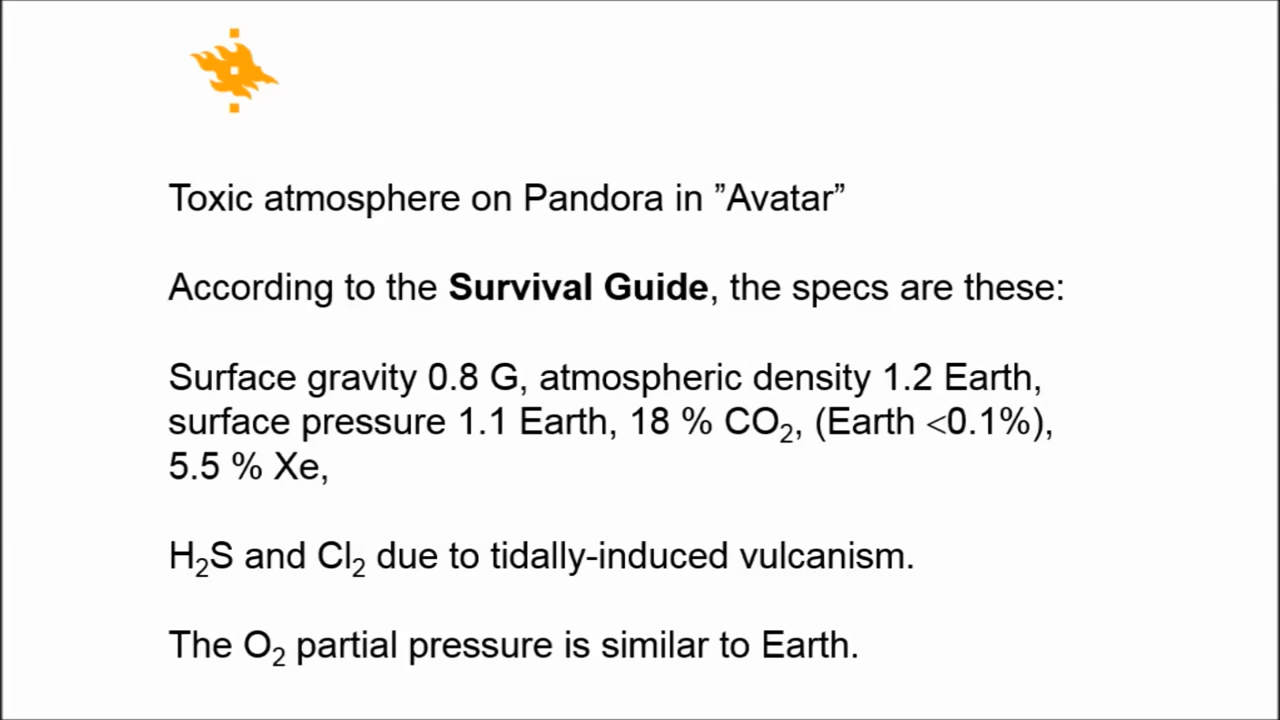 Toxic atmosphere on Pandora in ”Avatar”
According to the Survival Guide, the specs are these:
Surface gravity 0.8 G, atmospheric density 1.2 Earth,
surface pressure 1.1 Earth, 18 % CO₂, (Earth <0.1%),
5.5 % Xe,
H₂S and Cl₂ due to tidally-induced vulcanism.
The O₂ partial pressure is similar to Earth.